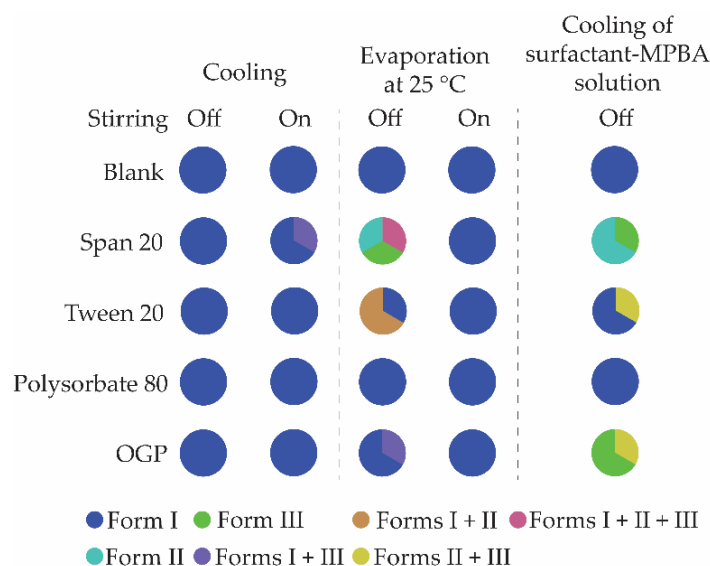 Cooling
Evaporation
at 25 °C
Cooling of
surfactant-MPBA
solution
Stirring Off On Off On Off
Blank
Span 20
Tween 20
Polysorbate 80
OGP
Form I Form III Forms I + II Forms I + II + III
Form II Forms I + III Forms II + III